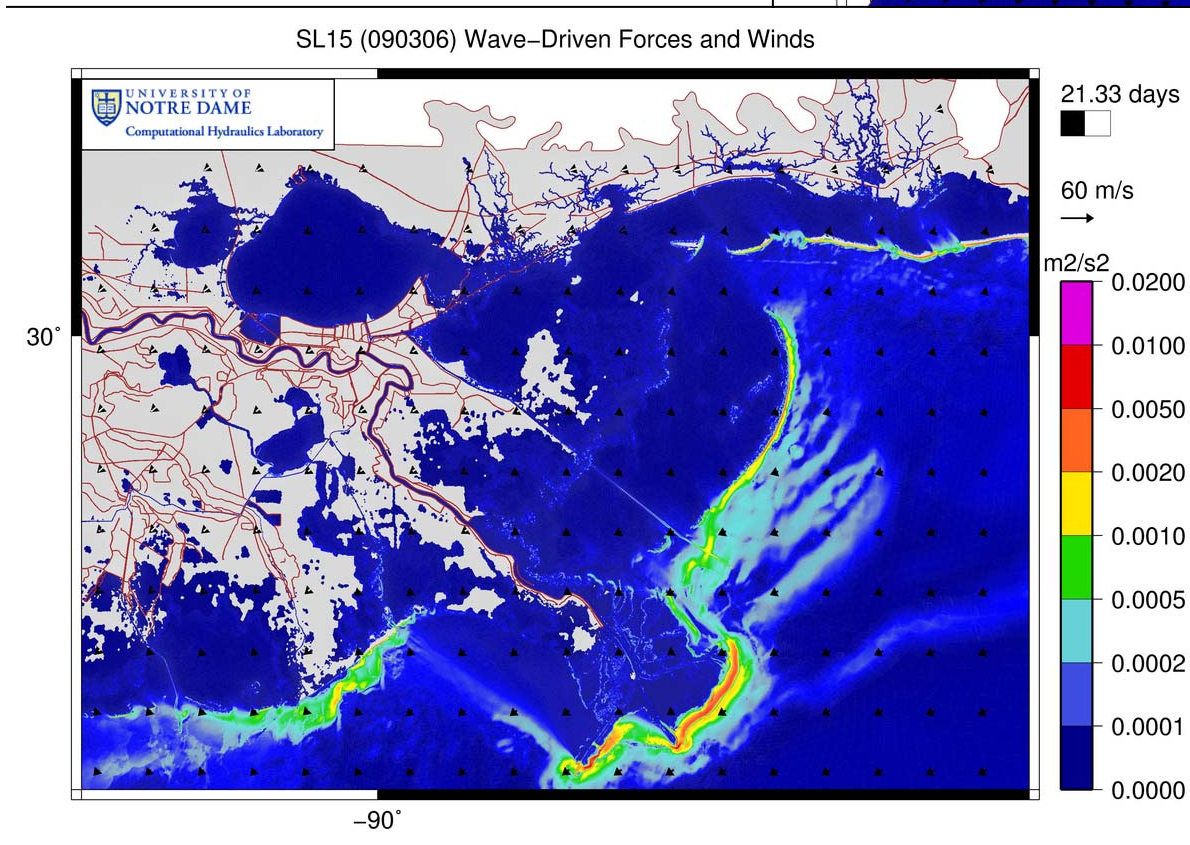 SL15 (090306) Wave−Driven Forces and Winds
UNIVERSITY OF
NOTRE DAME
Computational Hydraulics Laboratory
21.33 days
60 m/s
m2/s2
0.0200
0.0100
0.0050
0.0020
0.0010
0.0005
0.0002
0.0001
0.0000
30˚
−90˚